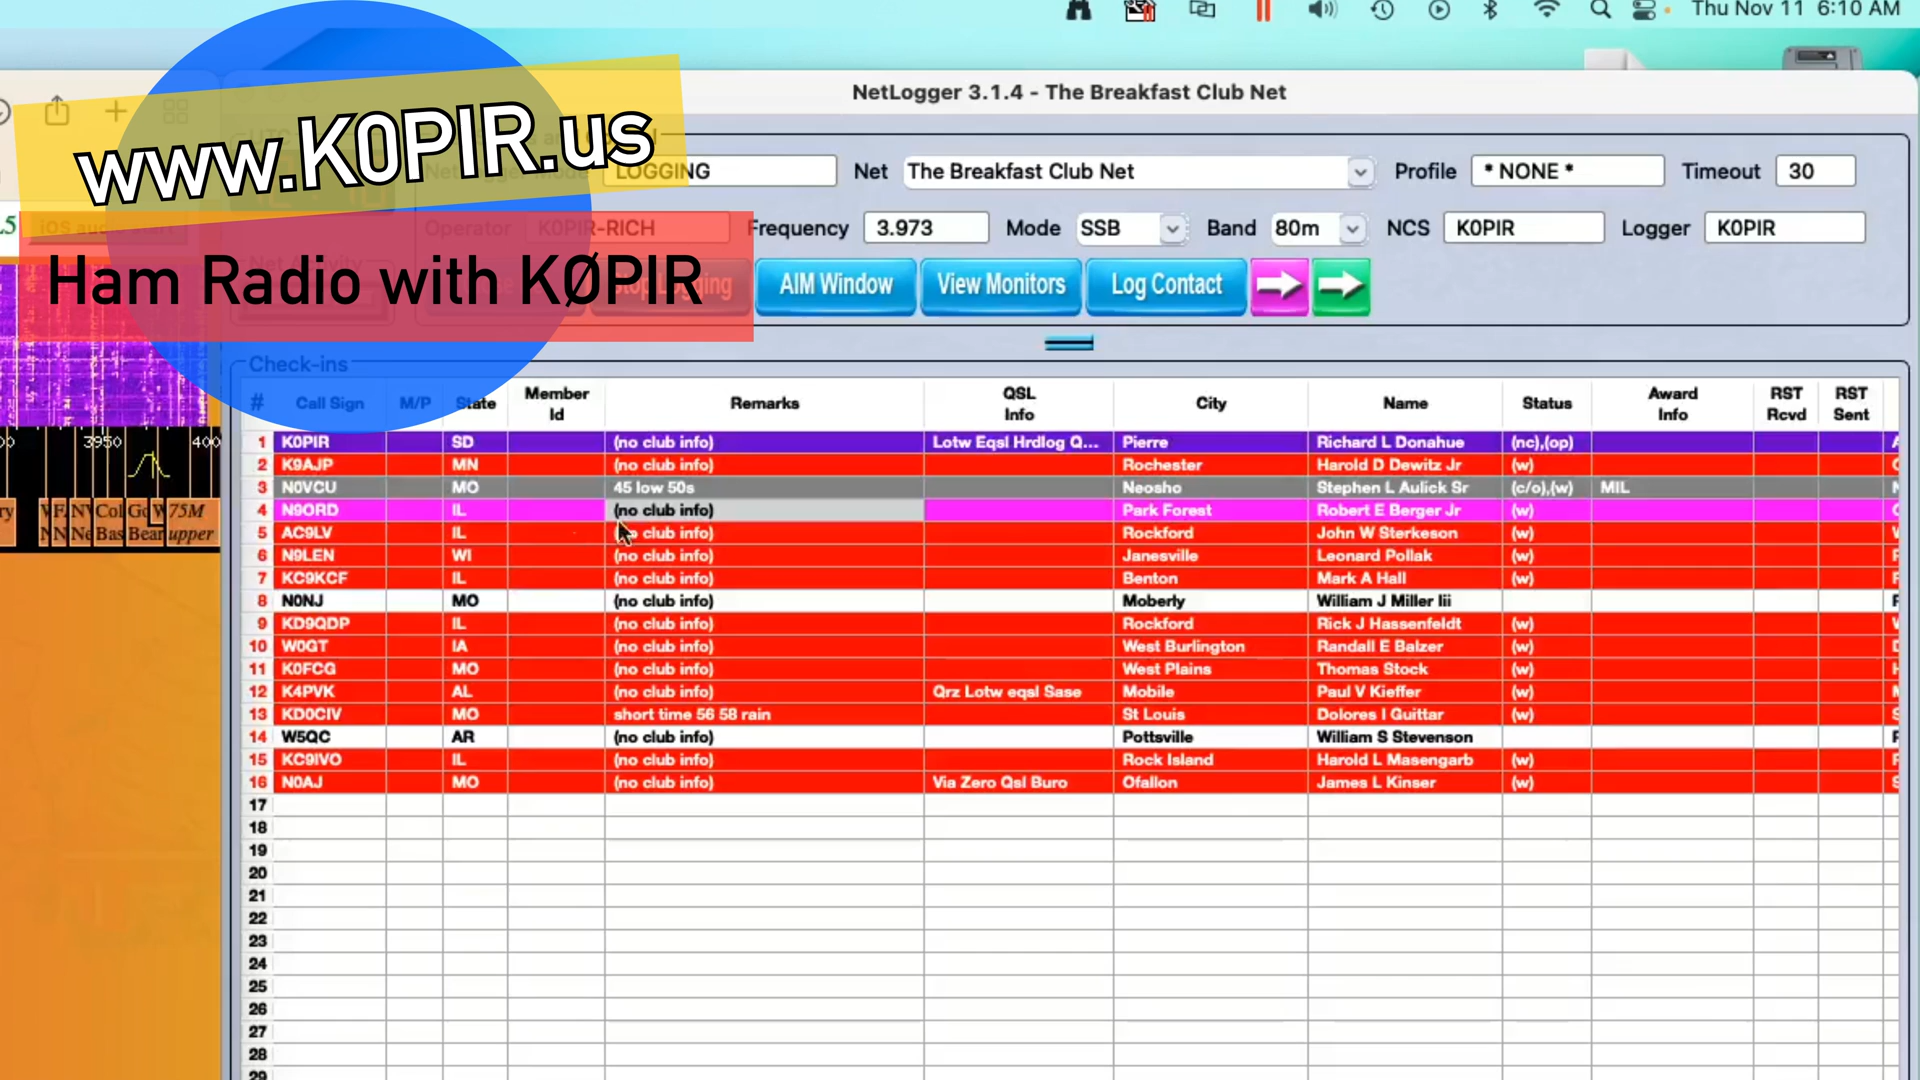 Thu Nov 11 6:10 AM
NetLogger 3.1.4 - The Breakfast Club Net
www.K0PIR.us
Ham Radio with KØPIR
LOGGING Net The Breakfast Club Net Profile * NONE * Timeout 30
Operator K0PIR-RICH Frequency 3.973 Mode SSB Band 80m NCS K0PIR Logger K0PIR
AIM Window View Monitors Log Contact
Check-ins
# Call Sign M/P State Member Id Remarks QSL Info City Name Status Award Info RST Rcvd RST Sent
1 K0PIR SD (no club info) Lotw Eqsl Hrdlog Q... Pierre Richard L Donahue (nc),(op)
2 K9AJP MN (no club info) Rochester Harold D Dewitz Jr (w)
3 N0VCU MO 45 low 50s Neosho Stephen L Aulick Sr (c/o),(w) MIL
4 N9ORD IL (no club info) Park Forest Robert E Berger Jr (w)
5 AC9LV IL (no club info) Rockford John W Sterkeson (w)
6 N9LEN WI (no club info) Janesville Leonard Pollak (w)
7 KC9KCF IL (no club info) Benton Mark A Hall (w)
8 N0NJ MO (no club info) Moberly William J Miller Iii
9 KD9QDP IL (no club info) Rockford Rick J Hassenfeldt (w)
10 W0GT IA (no club info) West Burlington Randall E Balzer (w)
11 K0FCG MO (no club info) West Plains Thomas Stock (w)
12 K4PVK AL (no club info) Qrz Lotw eqsl Sase Mobile Paul V Kieffer (w)
13 KD0CIV MO short time 56 58 rain St Louis Dolores I Guittar (w)
14 W5QC AR (no club info) Pottsville William S Stevenson
15 KC9IVO IL (no club info) Rock Island Harold L Masengarb (w)
16 N0AJ MO (no club info) Via Zero Qsl Buro Ofallon James L Kinser (w)
17
18
19
20
21
22
23
24
25
26
27
28
29
3950
75M
upper